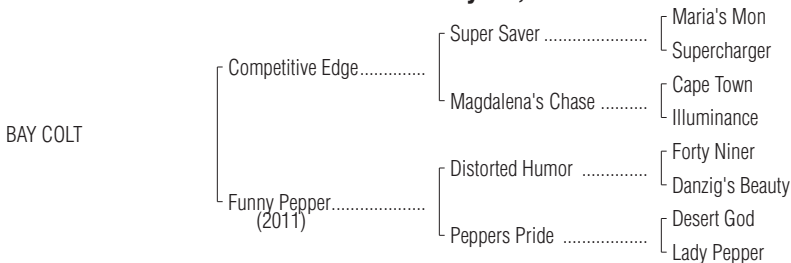 Maria's Mon
Super Saver ......................
Supercharger
Competitive Edge..............
Cape Town
Magdalena's Chase ..........
Illuminance
BAY COLT
Forty Niner
Distorted Humor ..............
Danzig's Beauty
Funny Pepper....................
(2011)
Desert God
Peppers Pride ..................
Lady Pepper